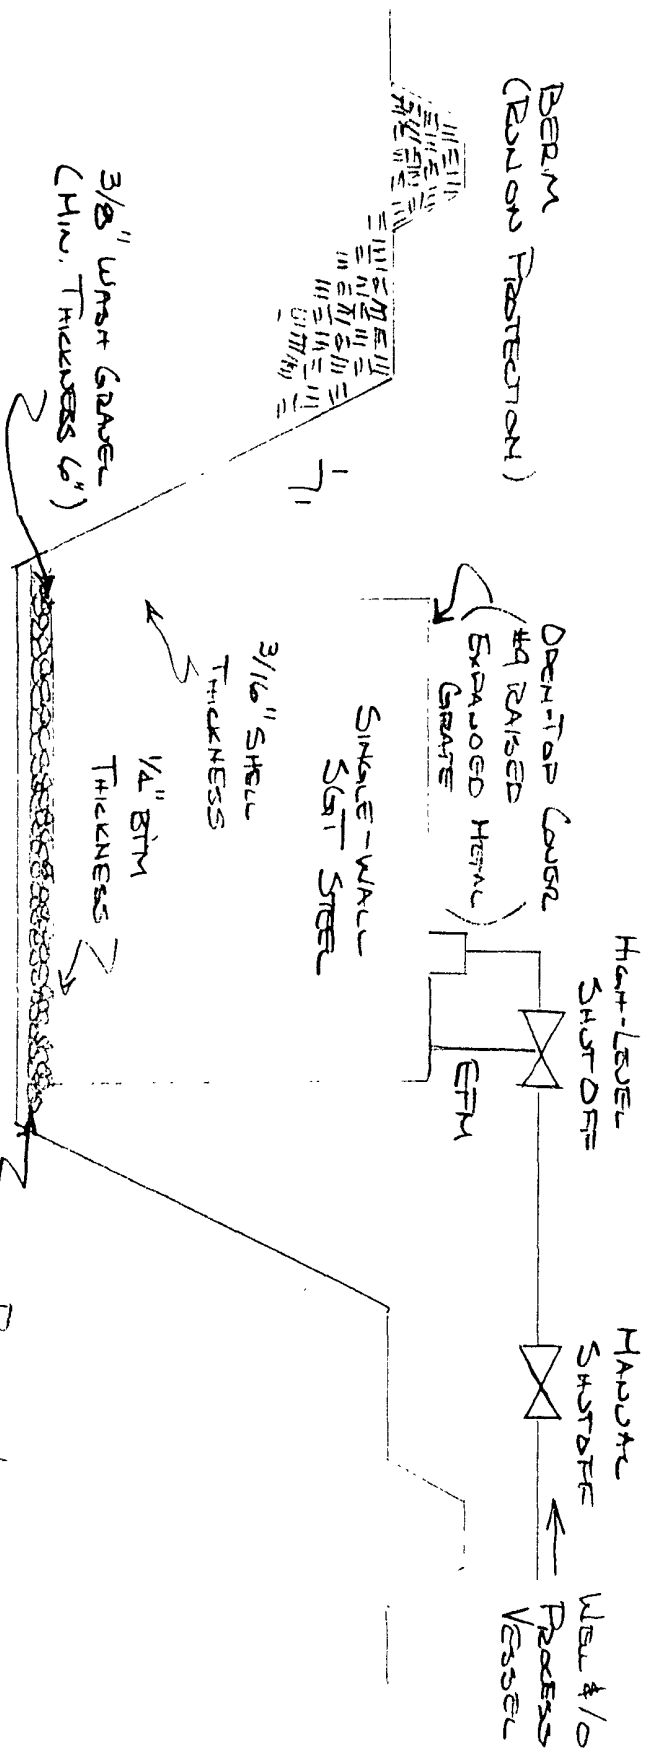 BERM
(RUN ON PROTECTION)
3/8" WASH GRAVEL
(MIN. THICKNESS 6")
OPEN-TOP COVER
(#9 RAISED
EXPANDED METAL
GRATE)
SINGLE-WALL
SGT STEEL
3/16" SHELL
THICKNESS
1/4" BTM
THICKNESS
HIGH-LEVEL
SHUTOFF
EFM
MANUAL
SHUTOFF
WELL &/O
PROCESS
VESSEL